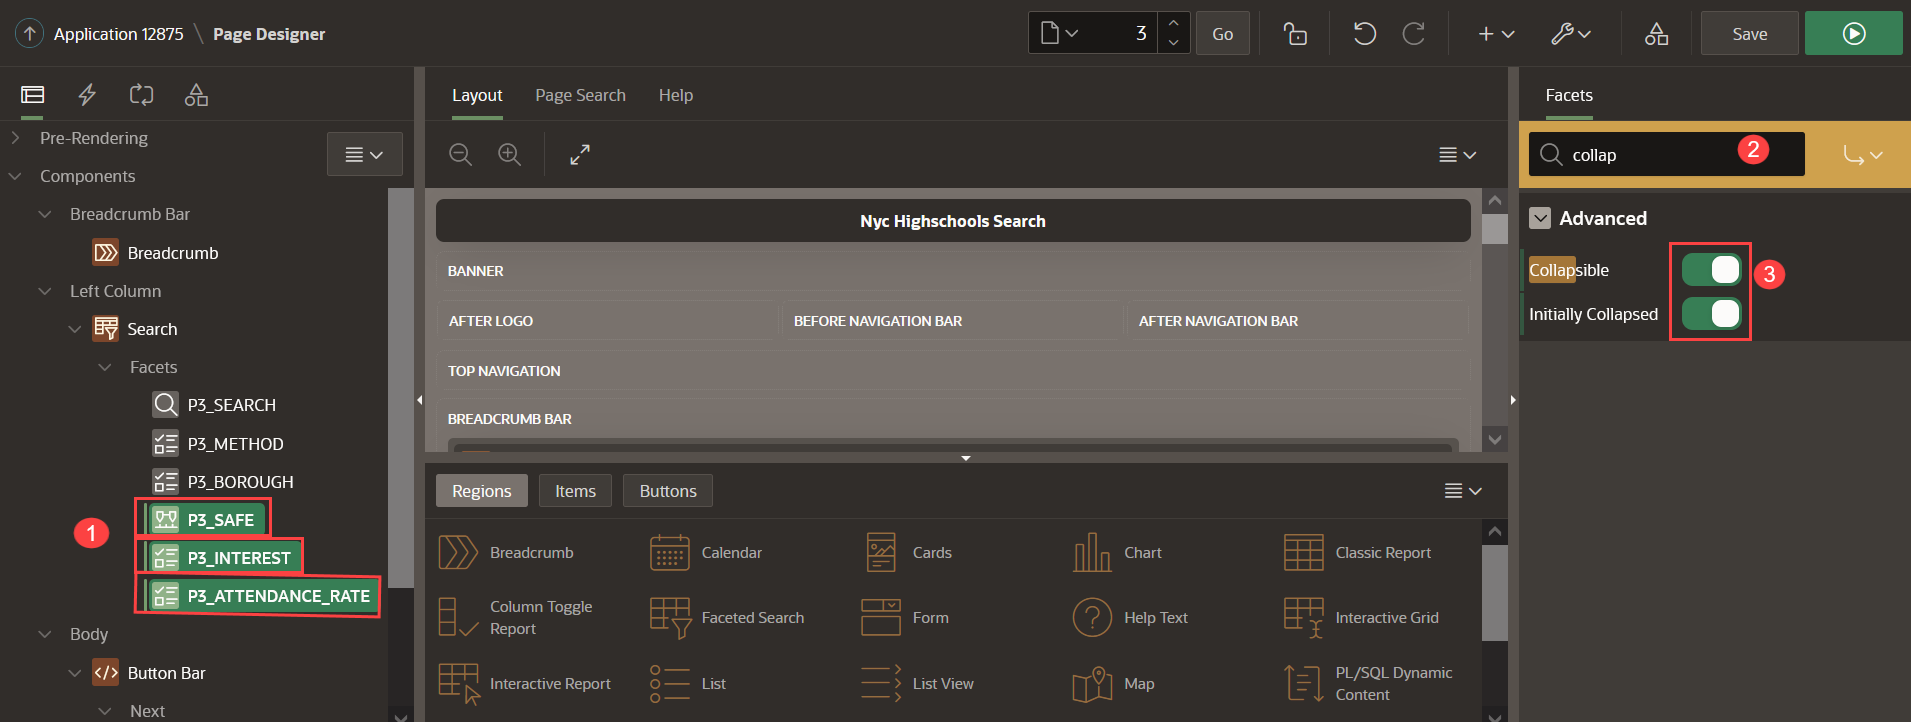 Application 12875 \ Page Designer
3
Go
Save
Layout
Page Search
Help
Facets
Pre-Rendering
Components
Breadcrumb Bar
Breadcrumb
Left Column
Search
Facets
P3_SEARCH
P3_METHOD
P3_BOROUGH
1
P3_SAFE
P3_INTEREST
P3_ATTENDANCE_RATE
Body
Button Bar
Next
Nyc Highschools Search
BANNER
AFTER LOGO
BEFORE NAVIGATION BAR
AFTER NAVIGATION BAR
TOP NAVIGATION
BREADCRUMB BAR
Regions
Items
Buttons
Breadcrumb
Calendar
Cards
Chart
Classic Report
Column Toggle
Report
Faceted Search
Form
Help Text
Interactive Grid
Interactive Report
List
List View
Map
PL/SQL Dynamic
Content
collap
2
Advanced
Collapsible
3
Initially Collapsed